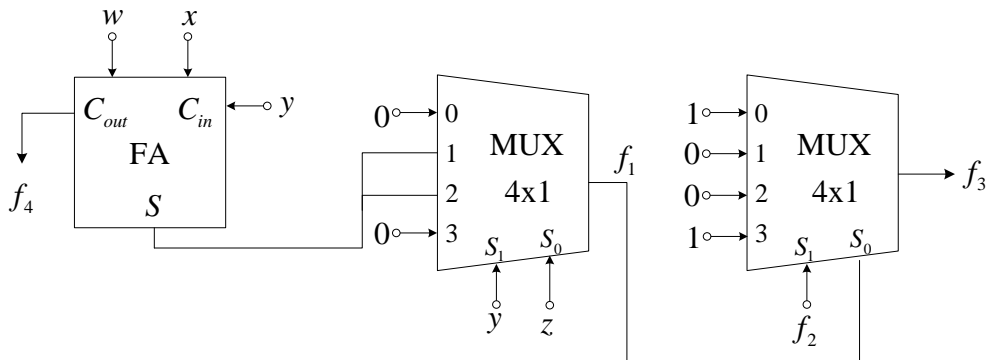 w x
C_out C_in y
FA
f_4
S
0 0
1
2
0 3
MUX
4x1
S_1 S_0
y z
f_1
1 0
0 1
0 2
1 3
MUX
4x1
S_1 S_0
f_2
f_3